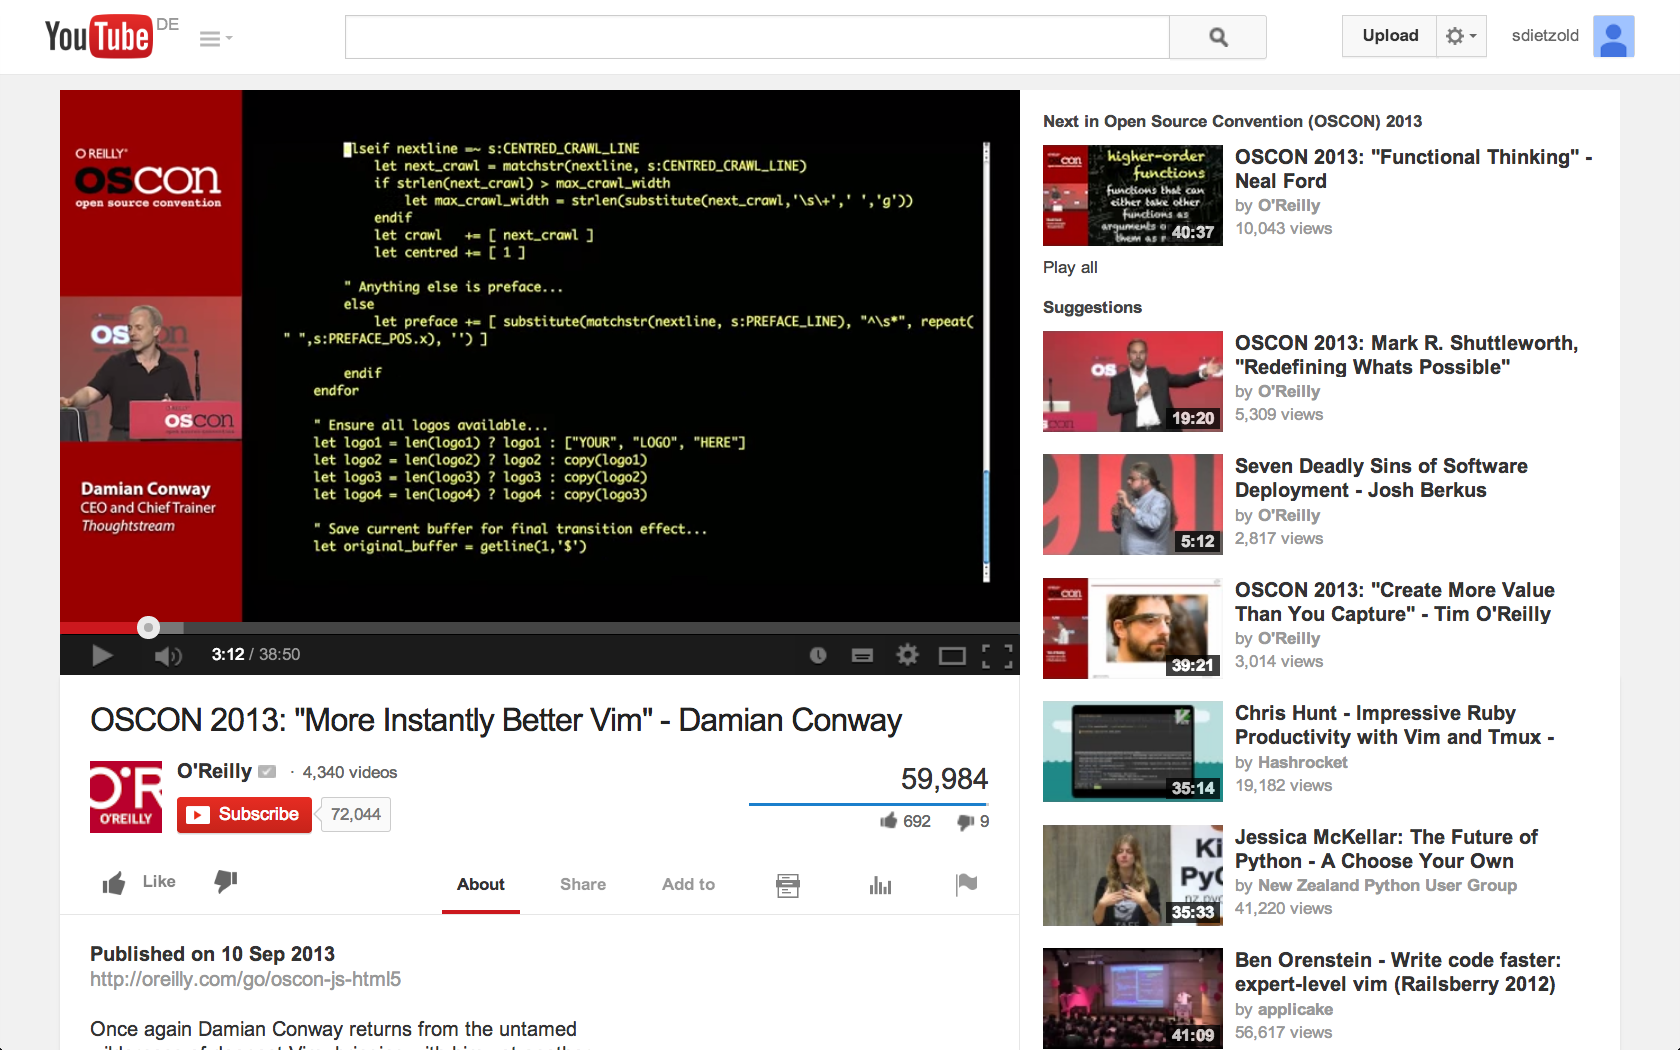 YouTube DE
Upload
sdietzold
O REILLY
OSCON
open source convention
Damian Conway
CEO and Chief Trainer
Thoughtstream
lseif nextline =~ s:CENTRED_CRAWL_LINE
let next_crawl = matchstr(nextline, s:CENTRED_CRAWL_LINE)
if strlen(next_crawl) > max_crawl_width
let max_crawl_width = strlen(substitute(next_crawl,'\s\+',' ','g'))
endif
let crawl   += [ next_crawl ]
let centred += [ 1 ]
" Anything else is preface...
else
let preface += [ substitute(matchstr(nextline, s:PREFACE_LINE), "^\s*", repeat(
" ",s:PREFACE_POS.x), '') ]
endif
endfor
" Ensure all logos available...
let logo1 = len(logo1) ? logo1 : ["YOUR", "LOGO", "HERE"]
let logo2 = len(logo2) ? logo2 : copy(logo1)
let logo3 = len(logo3) ? logo3 : copy(logo2)
let logo4 = len(logo4) ? logo4 : copy(logo3)
" Save current buffer for final transition effect...
let original_buffer = getline(1,'$')
3:12 / 38:50
OSCON 2013: "More Instantly Better Vim" - Damian Conway
O'REILLY
O'Reilly · 4,340 videos
Subscribe 72,044
59,984
692 9
Like
About Share Add to
Published on 10 Sep 2013
http://oreilly.com/go/oscon-js-html5
Once again Damian Conway returns from the untamed
Next in Open Source Convention (OSCON) 2013
higher-order
functions
functions that can
either take other
functions as
arguments
them as
40:37
OSCON 2013: "Functional Thinking" -
Neal Ford
by O'Reilly
10,043 views
Play all
Suggestions
19:20
OSCON 2013: Mark R. Shuttleworth,
"Redefining Whats Possible"
by O'Reilly
5,309 views
5:12
Seven Deadly Sins of Software
Deployment - Josh Berkus
by O'Reilly
2,817 views
39:21
OSCON 2013: "Create More Value
Than You Capture" - Tim O'Reilly
by O'Reilly
3,014 views
35:14
Chris Hunt - Impressive Ruby
Productivity with Vim and Tmux -
by Hashrocket
19,182 views
35:33
Jessica McKellar: The Future of
Python - A Choose Your Own
by New Zealand Python User Group
41,220 views
41:09
Ben Orenstein - Write code faster:
expert-level vim (Railsberry 2012)
by applicake
56,617 views